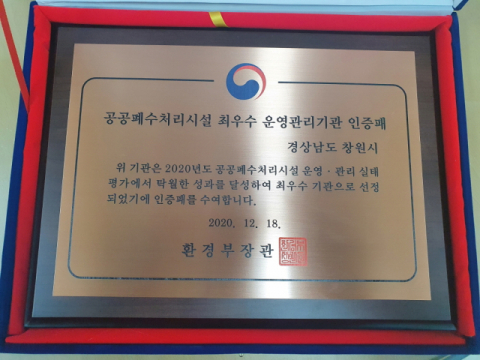 공공폐수처리시설 최우수 운영관리기관 인증패
경상남도 창원시
위 기관은 2020년도 공공폐수처리시설 운영·관리 실태
평가에서 탁월한 성과를 달성하여 최우수 기관으로 선정
되었기에 인증패를 수여합니다.
2020. 12. 18.
환경부장관